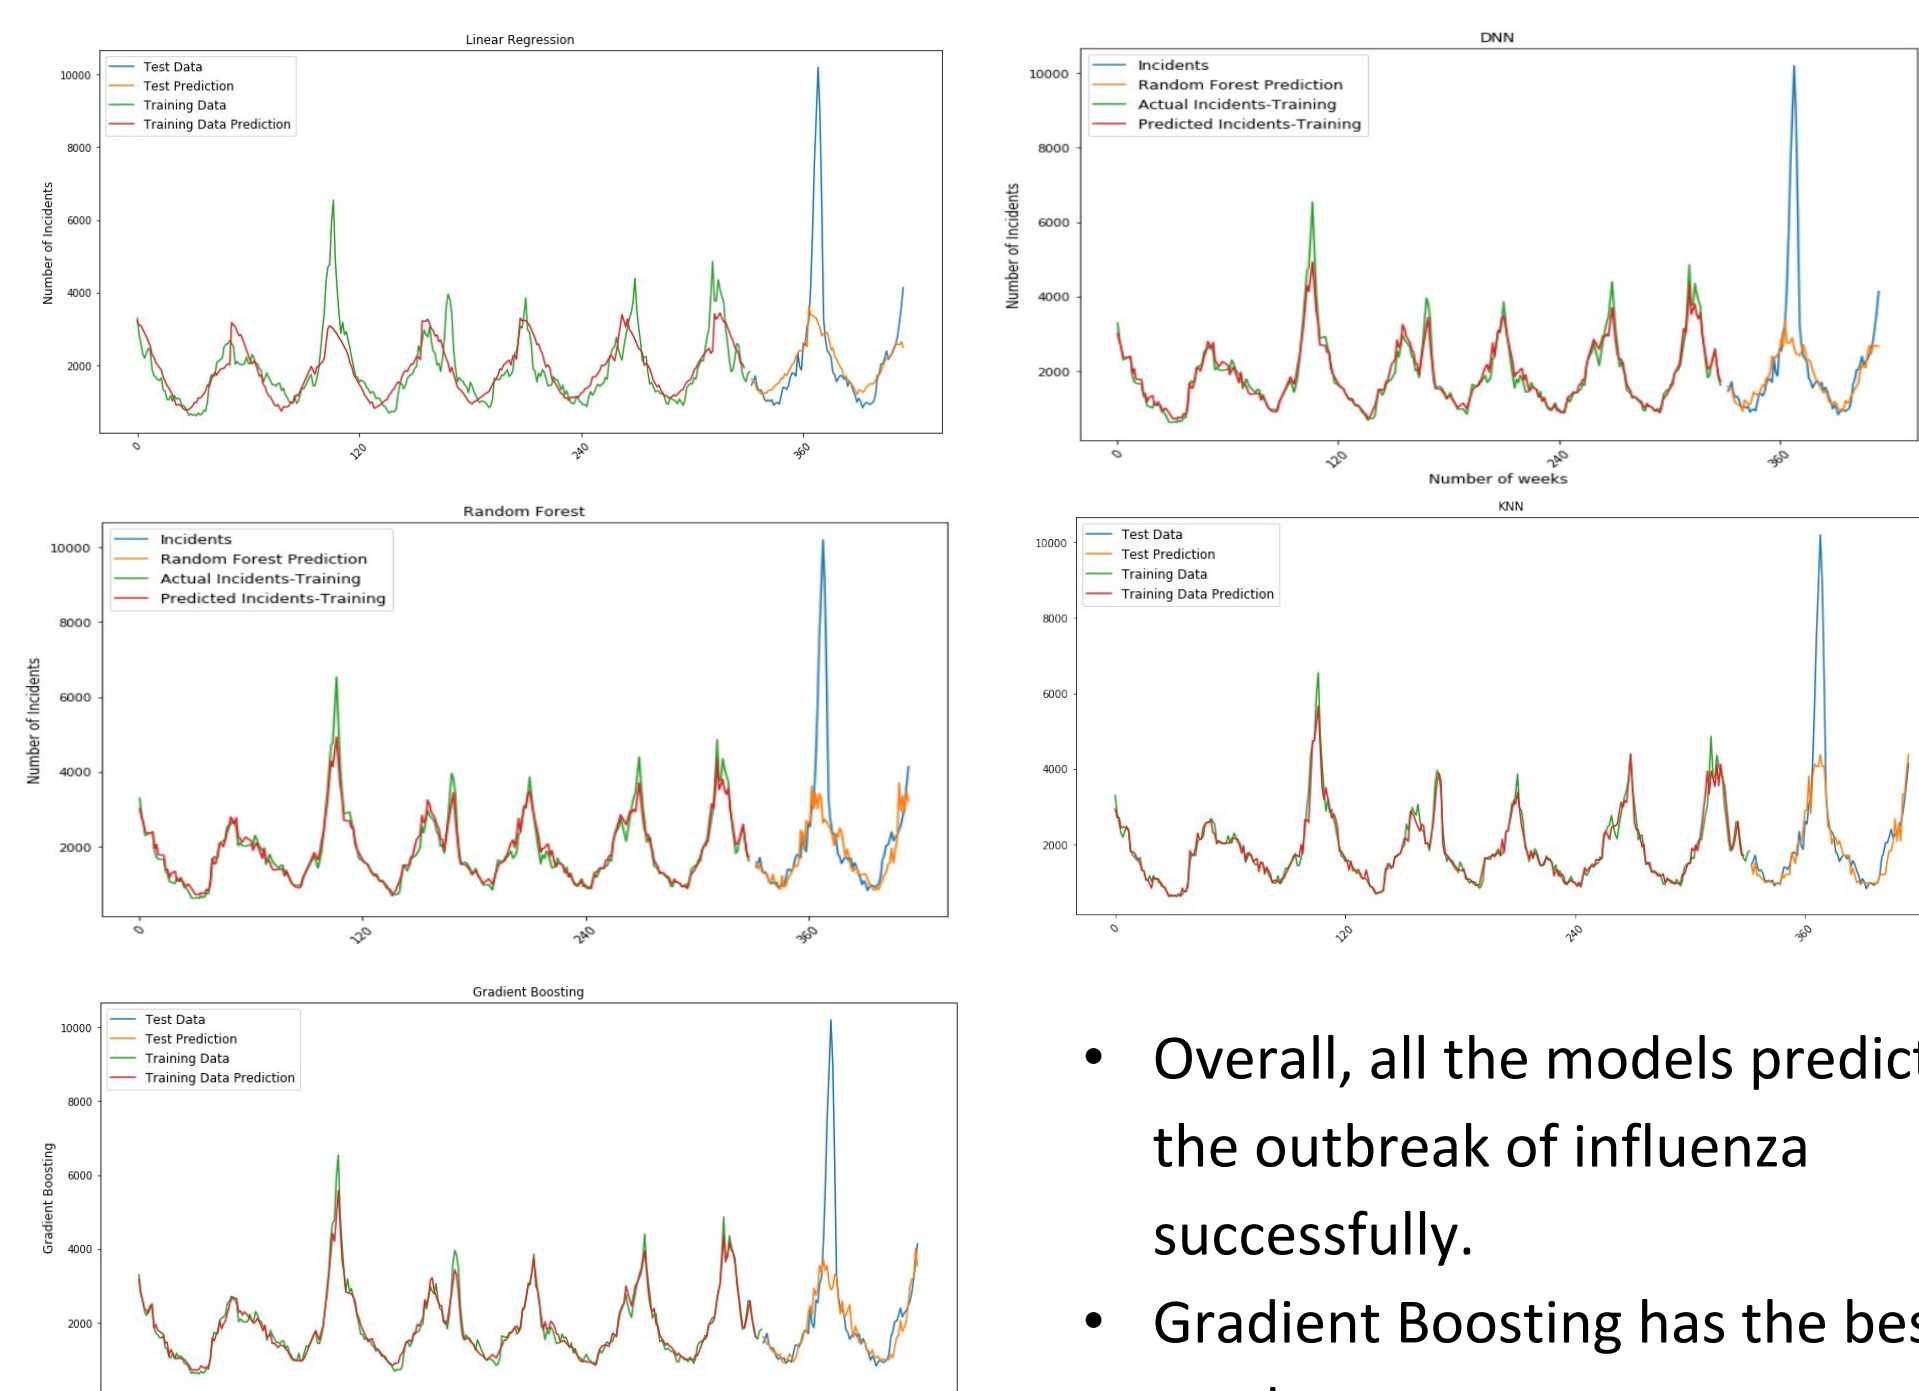 Linear Regression
Test Data
Test Prediction
Training Data
Training Data Prediction
Number of Incidents
10000
8000
6000
4000
2000
0
120
240
360
DNN
Incidents
Random Forest Prediction
Actual Incidents-Training
Predicted Incidents-Training
Number of Incidents
10000
8000
6000
4000
2000
0
120
240
360
Number of weeks
Random Forest
Incidents
Random Forest Prediction
Actual Incidents-Training
Predicted Incidents-Training
Number of Incidents
10000
8000
6000
4000
2000
0
120
240
360
KNN
Test Data
Test Prediction
Training Data
Training Data Prediction
10000
8000
6000
4000
2000
0
120
240
360
Gradient Boosting
Test Data
Test Prediction
Training Data
Training Data Prediction
Gradient Boosting
10000
8000
6000
4000
2000
• Overall, all the models predict
the outbreak of influenza
successfully.
• Gradient Boosting has the bes